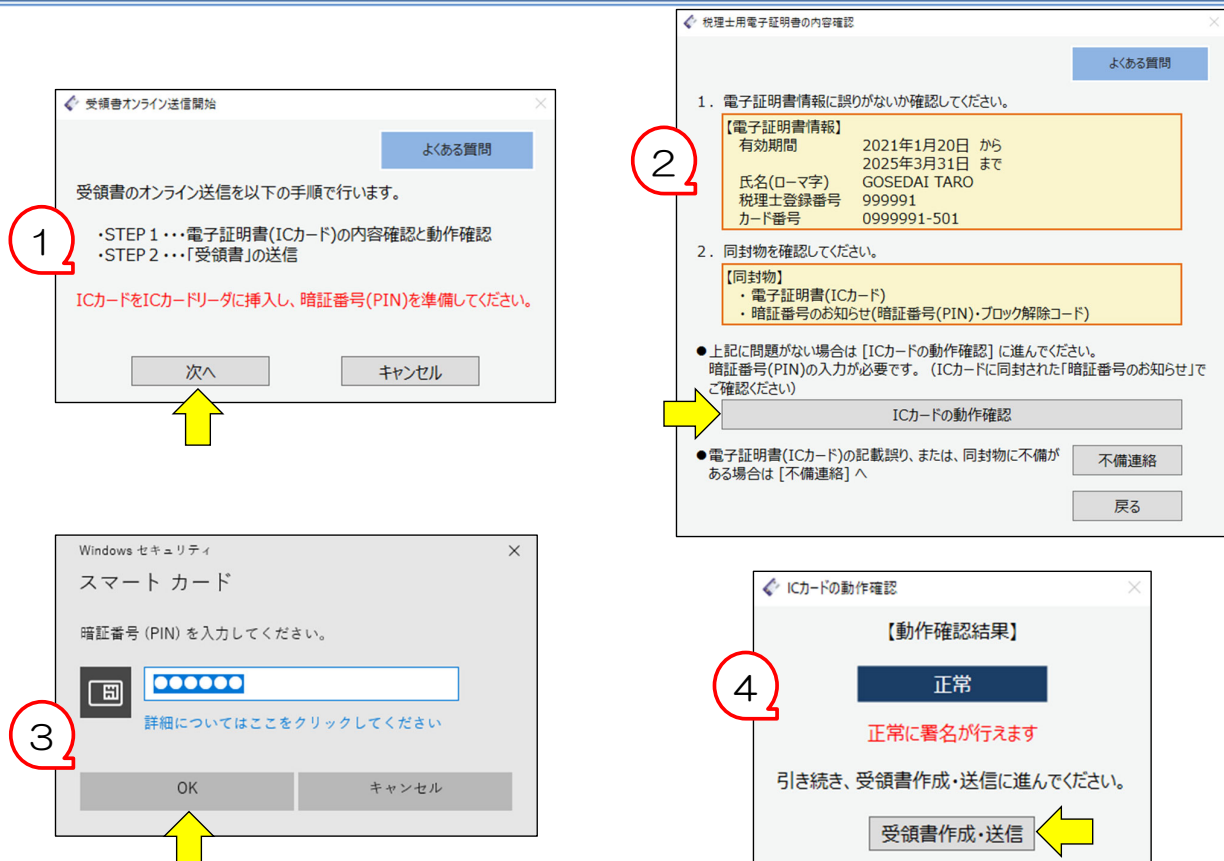 受領書オンライン送信開始
よくある質問
受領書のオンライン送信を以下の手順で行います。
1
・STEP 1・・・電子証明書(ICカード)の内容確認と動作確認
・STEP 2・・・「受領書」の送信
ICカードをICカードリーダに挿入し、暗証番号(PIN)を準備してください。
次へ
キャンセル
税理士用電子証明書の内容確認
よくある質問
1．電子証明書情報に誤りがないか確認してください。
2
【電子証明書情報】
有効期間 2021年1月20日 から
2025年3月31日 まで
氏名(ローマ字) GOSEDAI TARO
税理士登録番号 999991
カード番号 0999991-501
2．同封物を確認してください。
【同封物】
・電子証明書(ICカード)
・暗証番号のお知らせ(暗証番号(PIN)・ブロック解除コード)
●上記に問題がない場合は [ICカードの動作確認] に進んでください。
暗証番号(PIN)の入力が必要です。（ICカードに同封された「暗証番号のお知らせ」で
ご確認ください）
ICカードの動作確認
●電子証明書(ICカード)の記載誤り、または、同封物に不備が
ある場合は [不備連絡] へ
不備連絡
戻る
Windows セキュリティ
スマート カード
暗証番号 (PIN) を入力してください。
●●●●●●
詳細についてはここをクリックしてください
3
OK
キャンセル
ICカードの動作確認
【動作確認結果】
4
正常
正常に署名が行えます
引き続き、受領書作成・送信に進んでください。
受領書作成・送信